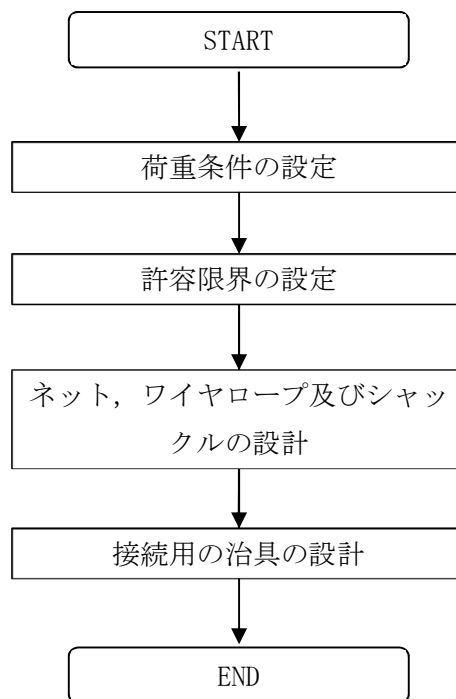 START
荷重条件の設定
許容限界の設定
ネット，ワイヤロープ及びシャッ
クルの設計
接続用の治具の設計
END